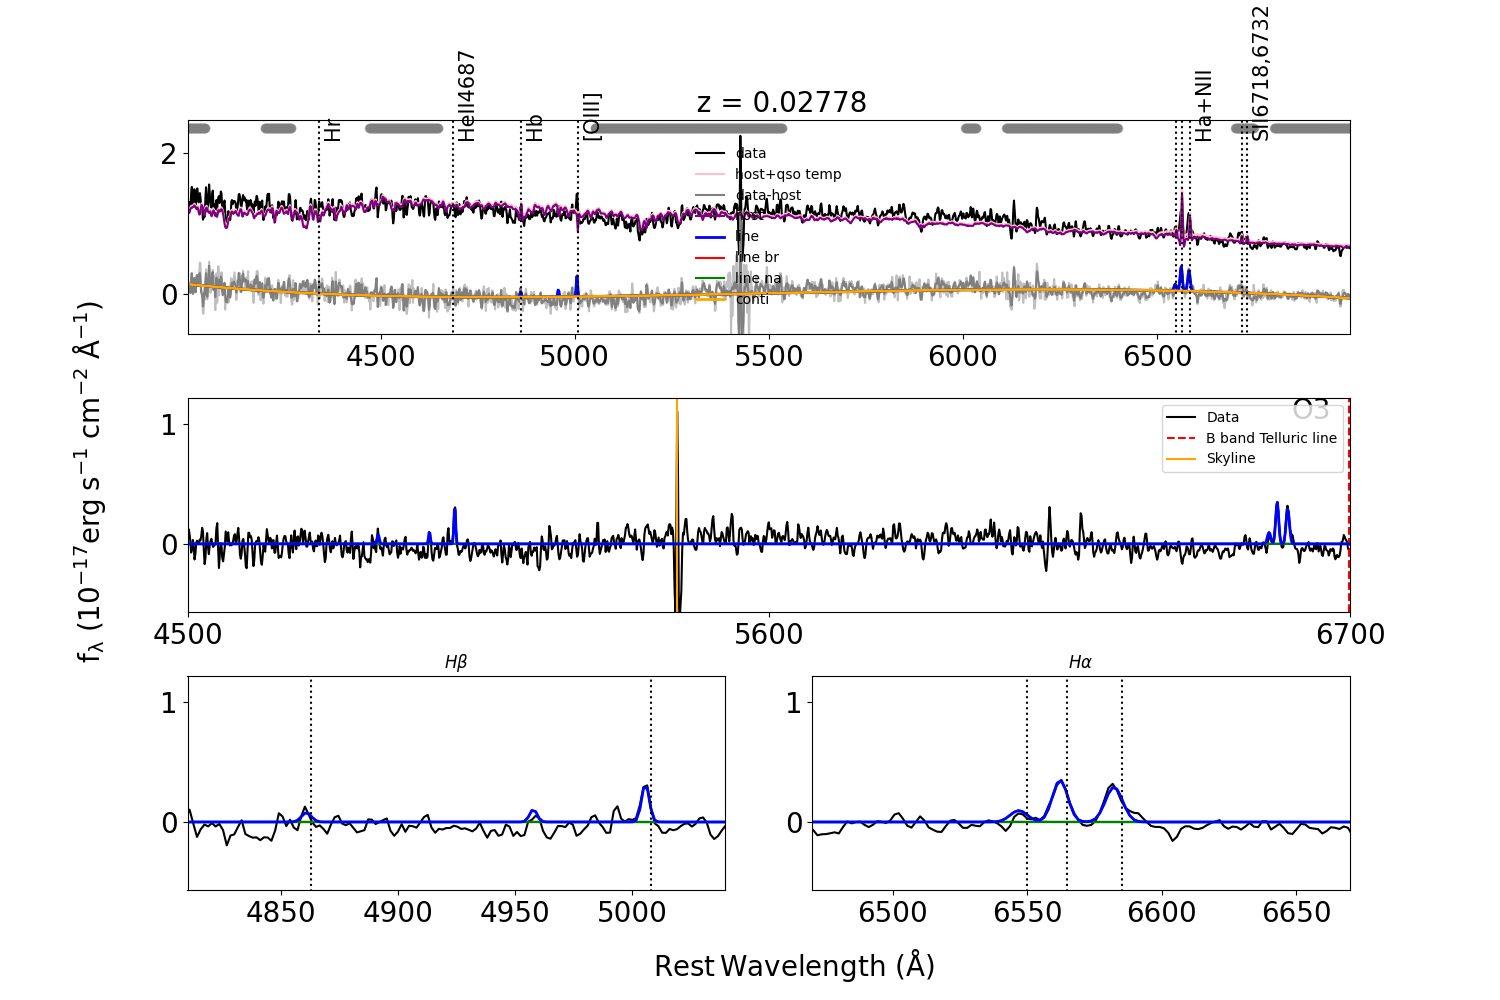 z = 0.02778
Hr
HeII4687
Hb
[OIII]
Ha+NII
SII6718,6732
data
host+qso temp
data-host
line
line br
line na
conti
2
0
4500
5000
5500
6000
6500
f_λ (10⁻¹⁷erg s⁻¹ cm⁻² Å⁻¹)
O3
Data
B band Telluric line
Skyline
1
0
4500
5600
6700
Hβ
1
0
4850
4900
4950
5000
Hα
1
0
6500
6550
6600
6650
Rest Wavelength (Å)